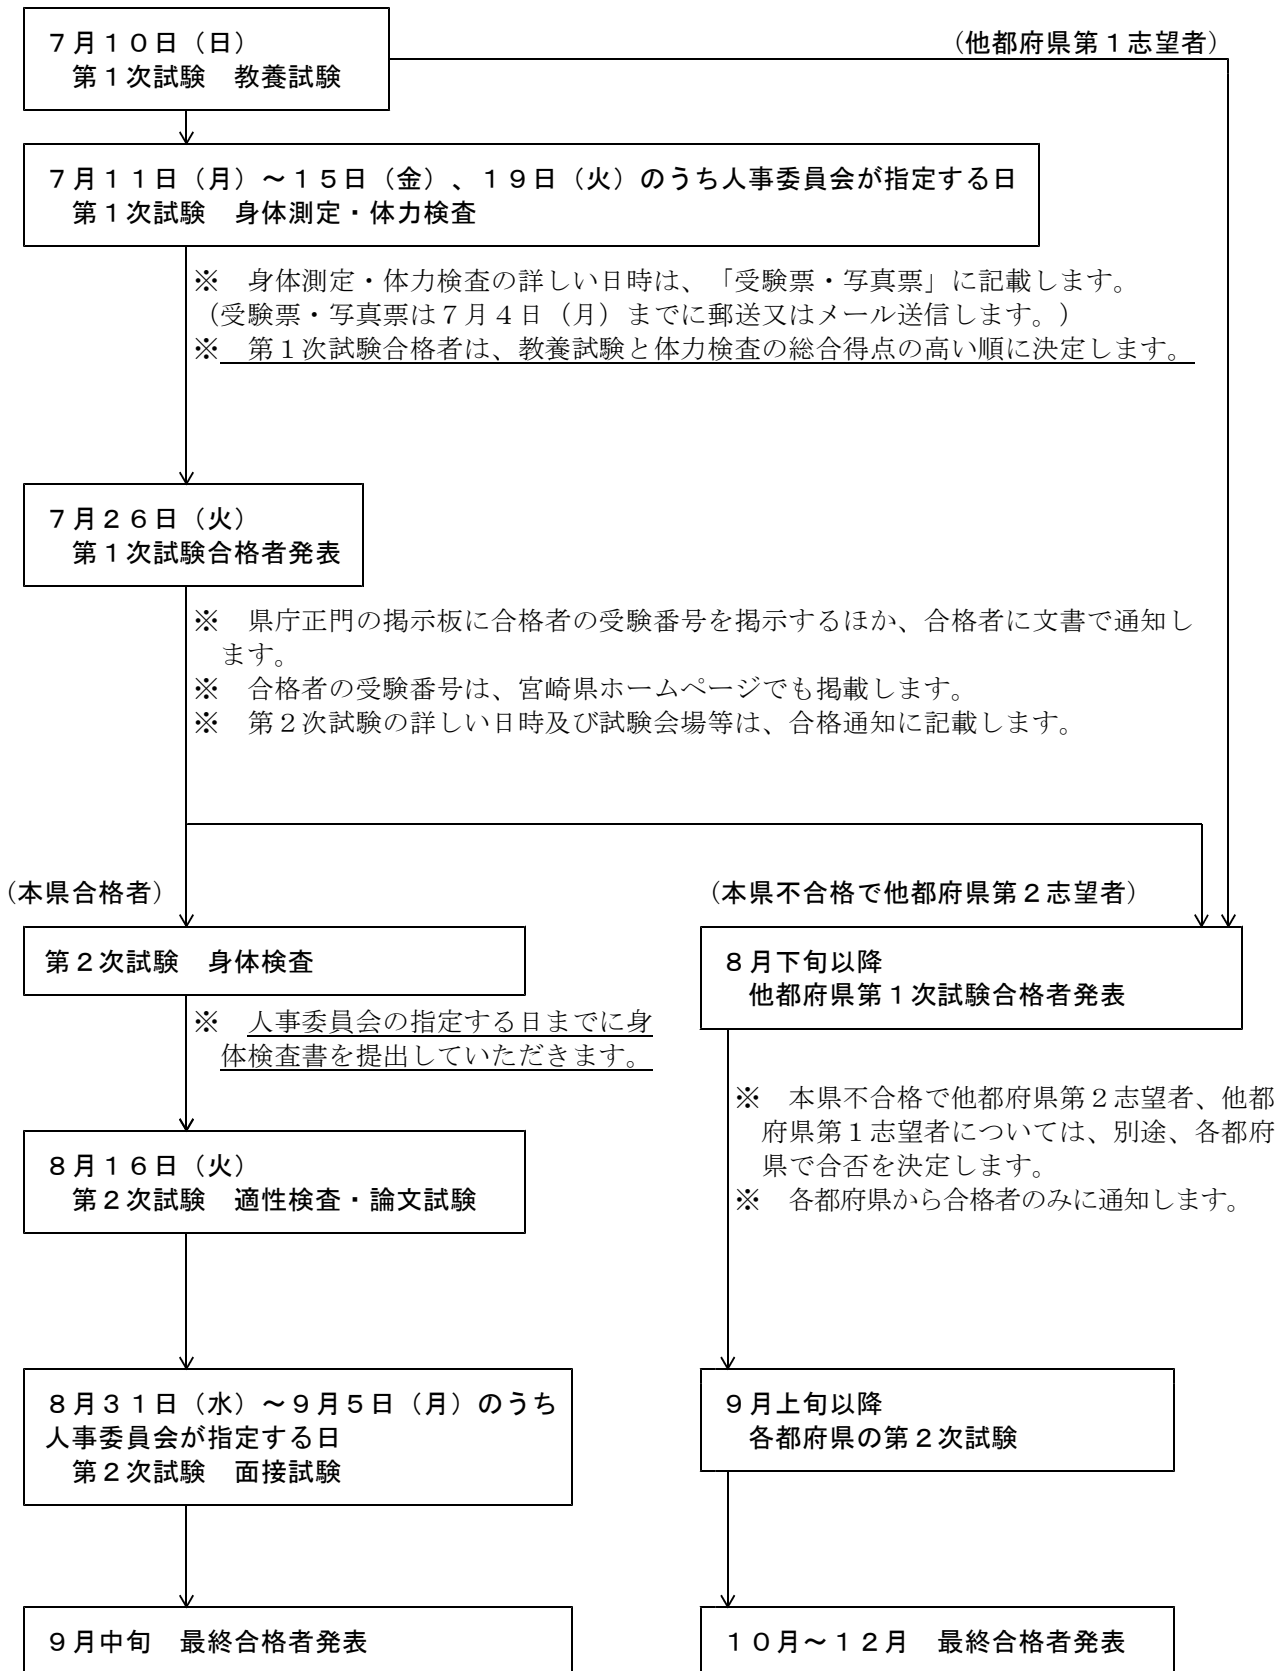 ７月１０日（日）
第１次試験　教養試験
（他都府県第１志望者）
７月１１日（月）～１５日（金）、１９日（火）のうち人事委員会が指定する日
第１次試験　身体測定・体力検査
※　身体測定・体力検査の詳しい日時は、「受験票・写真票」に記載します。
（受験票・写真票は７月４日（月）までに郵送又はメール送信します。）
※　第１次試験合格者は、教養試験と体力検査の総合得点の高い順に決定します。
７月２６日（火）
第１次試験合格者発表
※　県庁正門の掲示板に合格者の受験番号を掲示するほか、合格者に文書で通知し
ます。
※　合格者の受験番号は、宮崎県ホームページでも掲載します。
※　第２次試験の詳しい日時及び試験会場等は、合格通知に記載します。
（本県合格者）
第２次試験　身体検査
※　人事委員会の指定する日までに身
体検査書を提出していただきます。
８月１６日（火）
第２次試験　適性検査・論文試験
８月３１日（水）～９月５日（月）のうち
人事委員会が指定する日
第２次試験　面接試験
９月中旬　最終合格者発表
（本県不合格で他都府県第２志望者）
８月下旬以降
他都府県第１次試験合格者発表
※　本県不合格で他都府県第２志望者、他都
府県第１志望者については、別途、各都府
県で合否を決定します。
※　各都府県から合格者のみに通知します。
９月上旬以降
各都府県の第２次試験
１０月～１２月　最終合格者発表